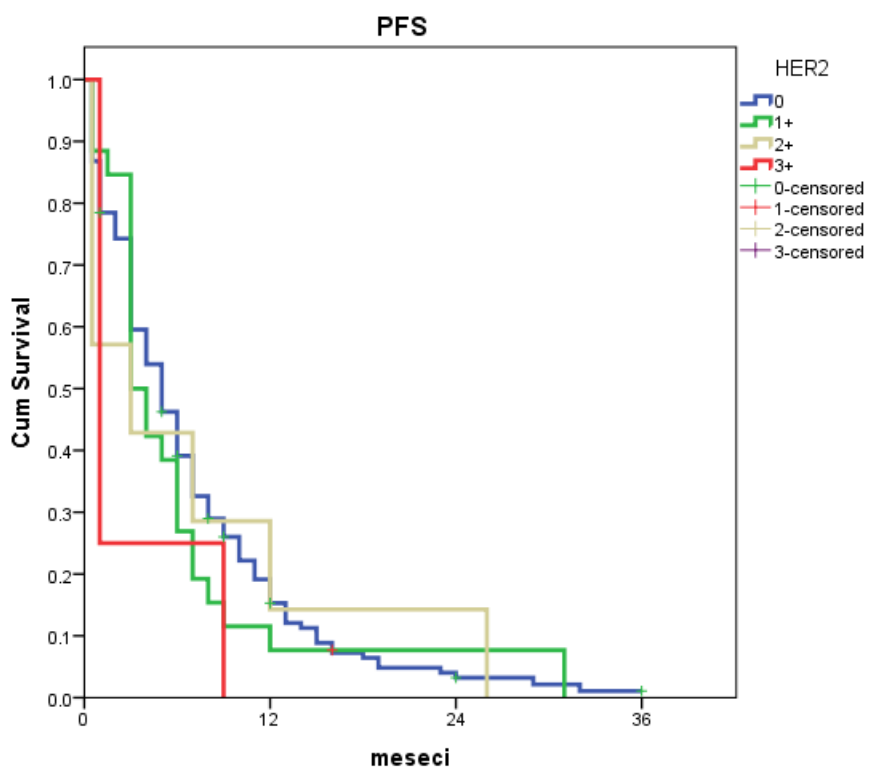 PFS
HER2
0
1+
2+
3+
0-censored
1-censored
2-censored
3-censored
1.0
0.9
0.8
0.7
0.6
0.5
0.4
0.3
0.2
0.1
0.0
Cum Survival
0 12 24 36
meseci